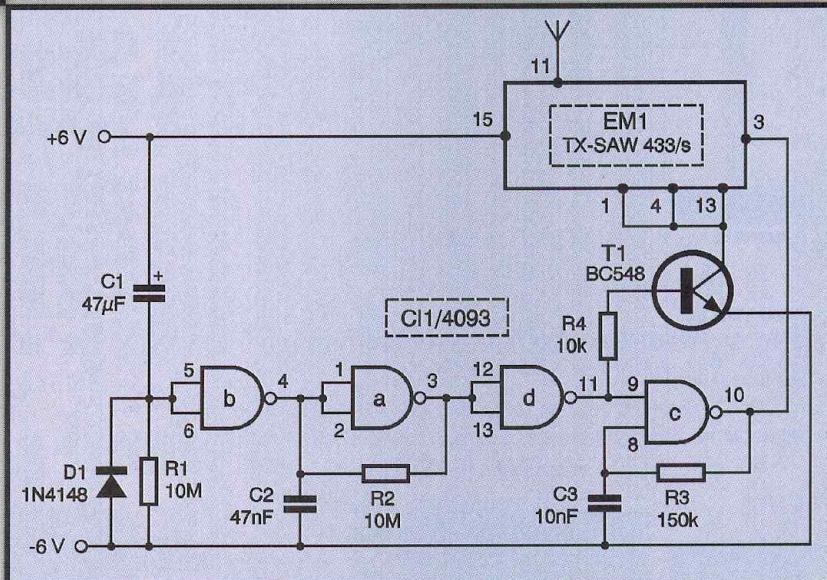 11
15
EM1
TX-SAW 433/s
3
+6 V
1
4
13
T1
BC548
C1
47µF
+
CI1/4093
R4
10k
5
6
b
4
1
2
a
3
12
13
d
11
9
8
c
10
D1
1N4148
R1
10M
C2
47nF
R2
10M
C3
10nF
R3
150k
-6 V